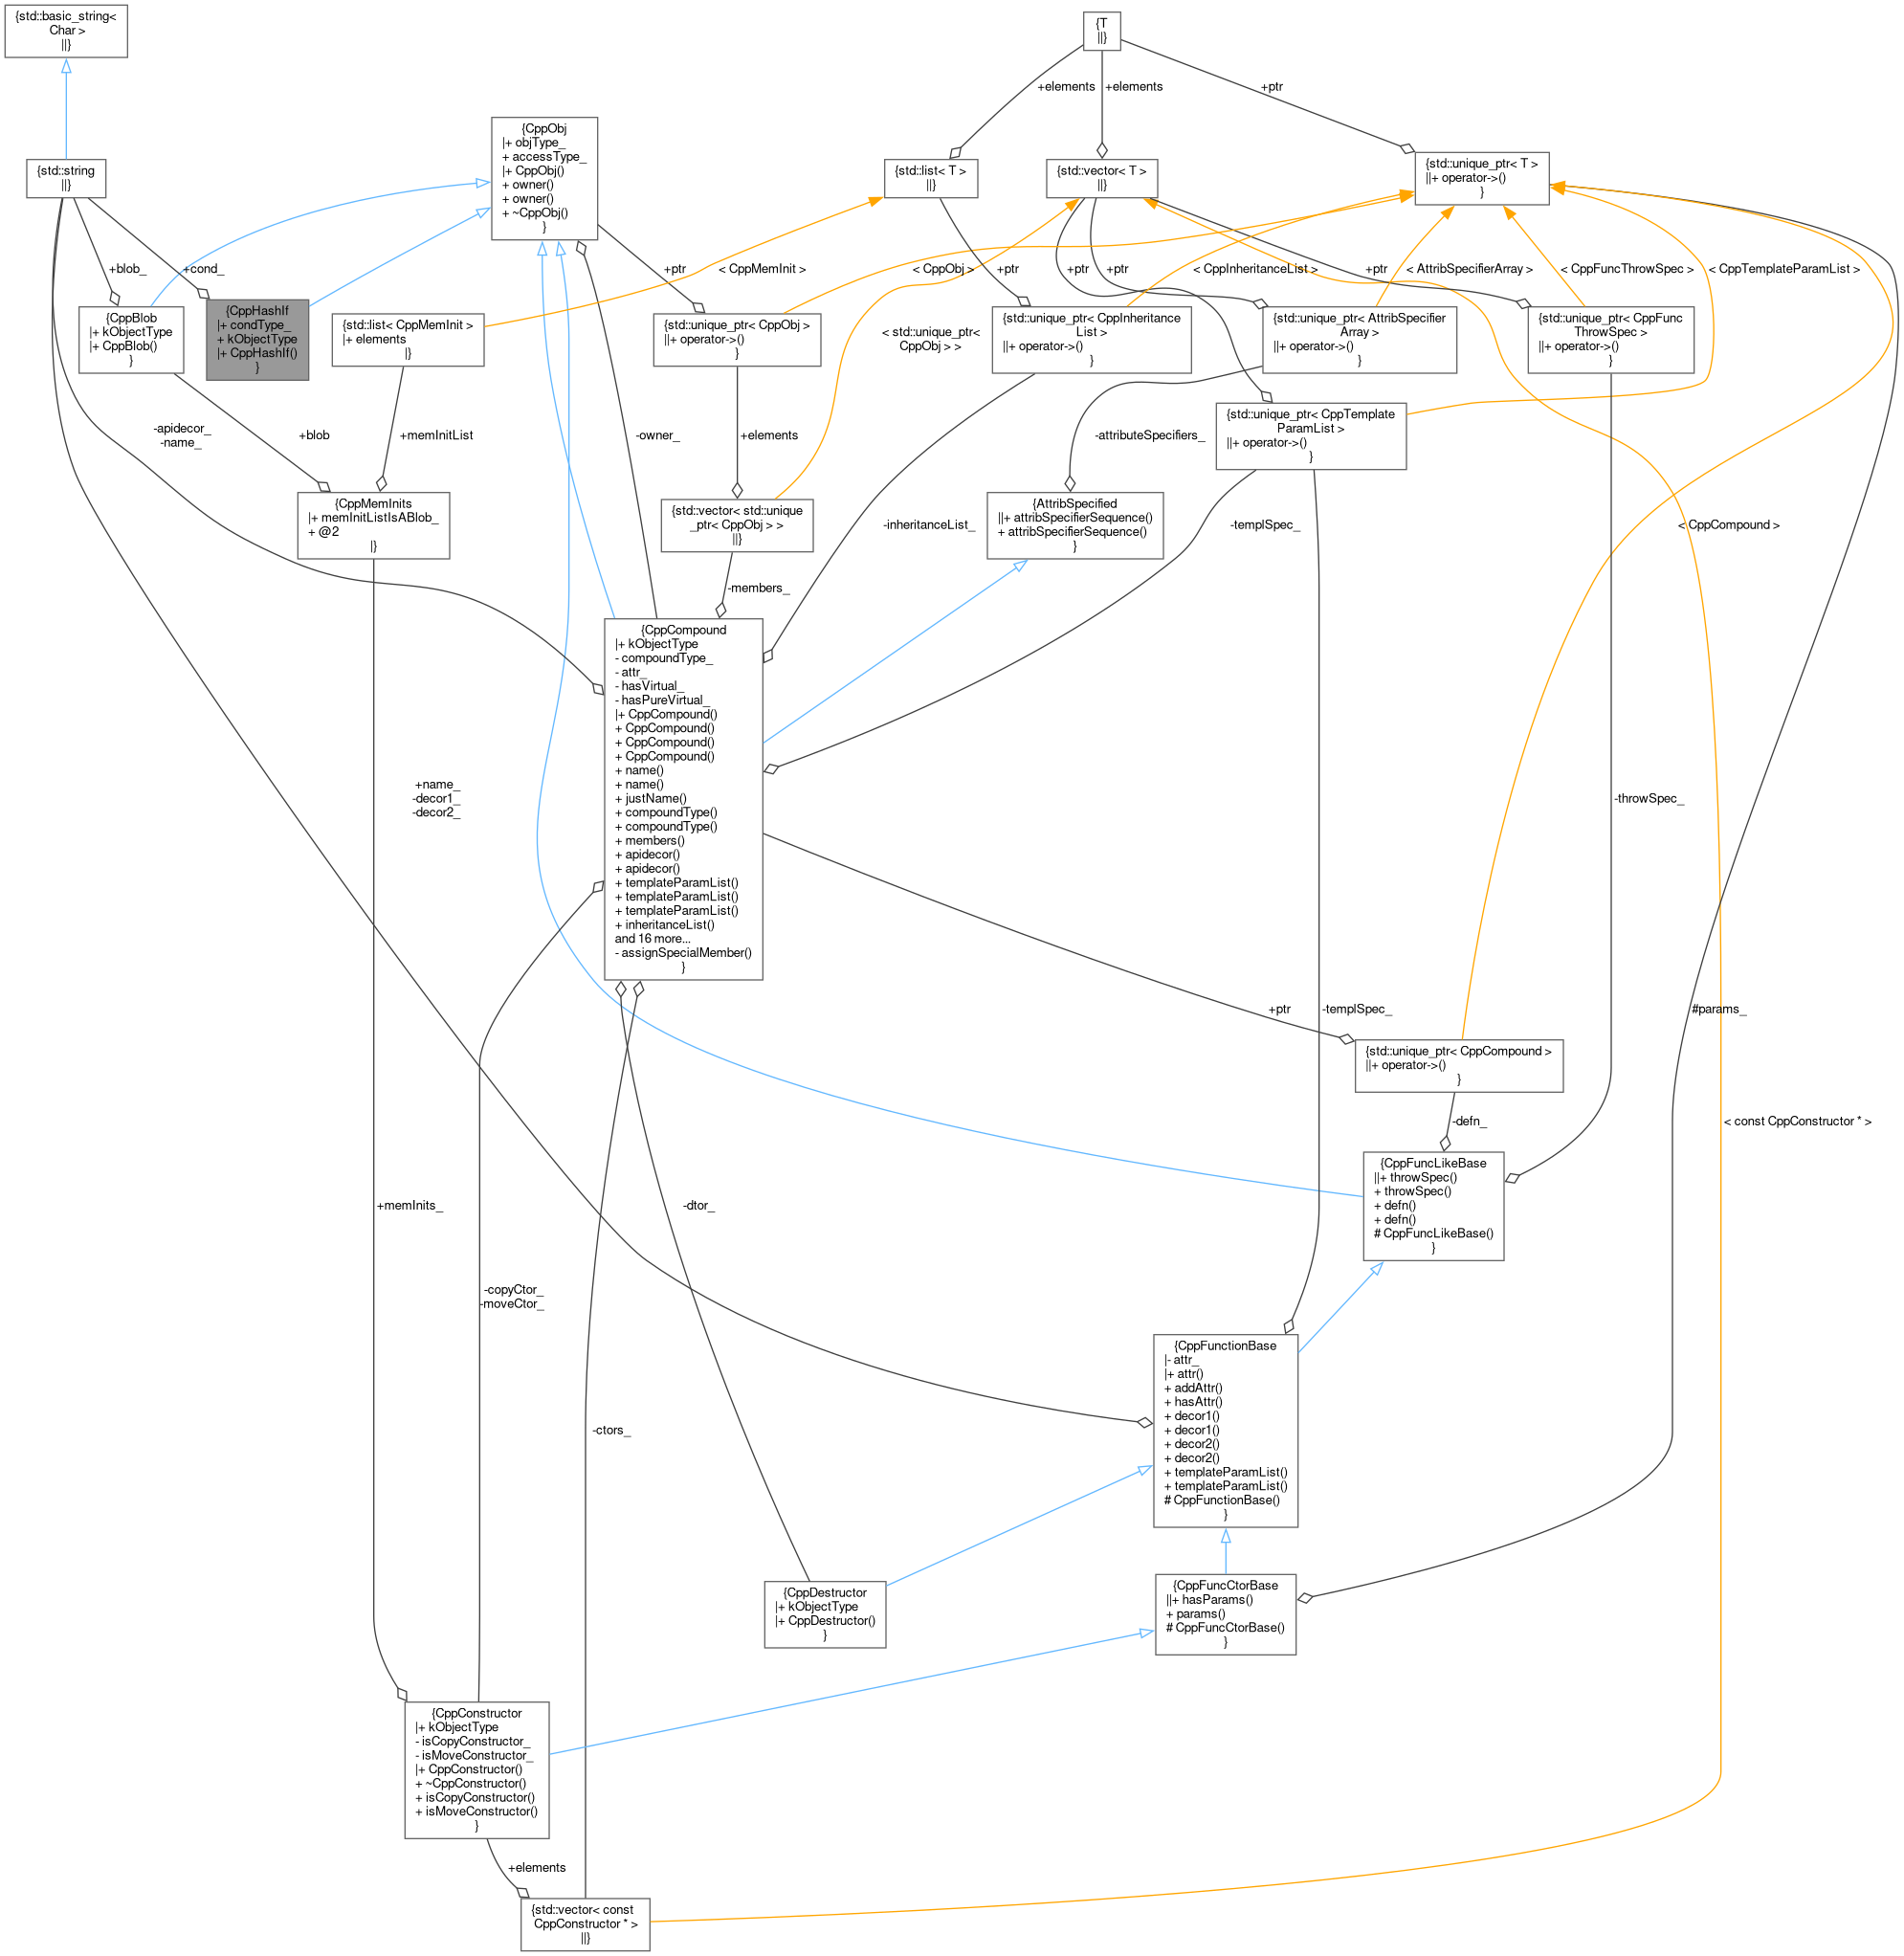 {std::basic_string<
Char >
||}
{T
||}
+elements
+elements
+ptr
{CppObj
|+ objType_
+ accessType_
|+ CppObj()
+ owner()
+ owner()
+ ~CppObj()
}
{std::string
||}
{std::list< T >
||}
{std::vector< T >
||}
{std::unique_ptr< T >
||+ operator->()
}
+blob_
+cond_
+ptr
< CppMemInit >
< CppObj >
+ptr
+ptr
+ptr
< CppInheritanceList >
+ptr
< AttribSpecifierArray >
< CppFuncThrowSpec >
< CppTemplateParamList >
{CppBlob
|+ kObjectType
|+ CppBlob()
}
{CppHashIf
|+ condType_
+ kObjectType
|+ CppHashIf()
}
{std::list< CppMemInit >
|+ elements
|}
{std::unique_ptr< CppObj >
||+ operator->()
}
< std::unique_ptr<
CppObj > >
{std::unique_ptr< CppInheritance
List >
||+ operator->()
}
{std::unique_ptr< AttribSpecifier
Array >
||+ operator->()
}
{std::unique_ptr< CppFunc
ThrowSpec >
||+ operator->()
}
-apidecor_
-name_
+blob
+memInitList
-owner_
+elements
-attributeSpecifiers_
{std::unique_ptr< CppTemplate
ParamList >
||+ operator->()
}
{CppMemInits
|+ memInitListIsABlob_
+ @2
|}
{std::vector< std::unique
_ptr< CppObj > >
||}
-inheritanceList_
{AttribSpecified
||+ attribSpecifierSequence()
+ attribSpecifierSequence()
}
-templSpec_
< CppCompound >
-members_
{CppCompound
|+ kObjectType
- compoundType_
- attr_
- hasVirtual_
- hasPureVirtual_
|+ CppCompound()
+ CppCompound()
+ CppCompound()
+ CppCompound()
+ name()
+ name()
+ justName()
+ compoundType()
+ compoundType()
+ members()
+ apidecor()
+ apidecor()
+ templateParamList()
+ templateParamList()
+ templateParamList()
+ inheritanceList()
and 16 more...
- assignSpecialMember()
}
+name_
-decor1_
-decor2_
-throwSpec_
+ptr
-templSpec_
#params_
{std::unique_ptr< CppCompound >
||+ operator->()
}
-defn_
< const CppConstructor * >
{CppFuncLikeBase
||+ throwSpec()
+ throwSpec()
+ defn()
+ defn()
# CppFuncLikeBase()
}
+memInits_
-dtor_
-copyCtor_
-moveCtor_
{CppFunctionBase
|- attr_
|+ attr()
+ addAttr()
+ hasAttr()
+ decor1()
+ decor1()
+ decor2()
+ decor2()
+ templateParamList()
+ templateParamList()
# CppFunctionBase()
}
-ctors_
{CppDestructor
|+ kObjectType
|+ CppDestructor()
}
{CppFuncCtorBase
||+ hasParams()
+ params()
# CppFuncCtorBase()
}
{CppConstructor
|+ kObjectType
- isCopyConstructor_
- isMoveConstructor_
|+ CppConstructor()
+ ~CppConstructor()
+ isCopyConstructor()
+ isMoveConstructor()
}
+elements
{std::vector< const
CppConstructor * >
||}